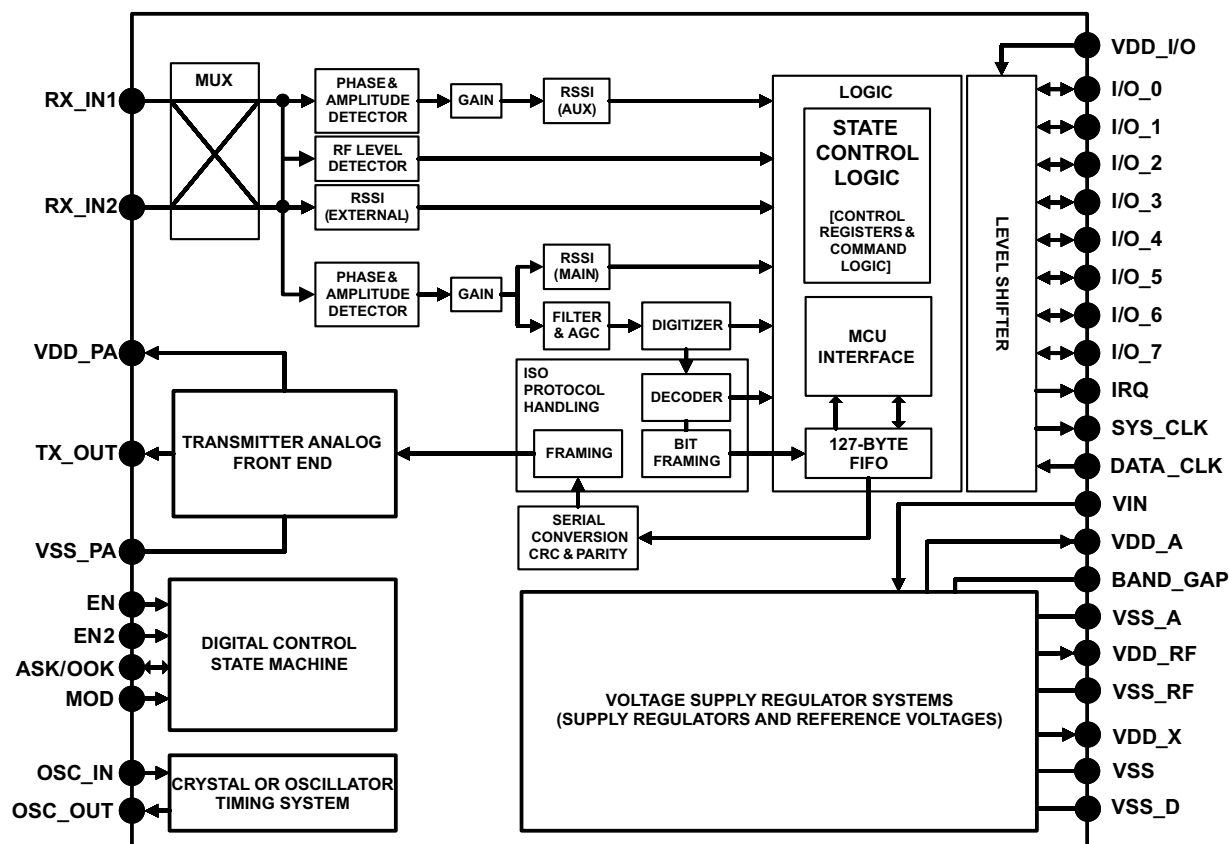 RX_IN1
RX_IN2
VDD_PA
TX_OUT
VSS_PA
EN
EN2
ASK/OOK
MOD
OSC_IN
OSC_OUT
MUX
PHASE &
AMPLITUDE
DETECTOR
GAIN
RSSI
(AUX)
RF LEVEL
DETECTOR
RSSI
(EXTERNAL)
PHASE &
AMPLITUDE
DETECTOR
GAIN
RSSI
(MAIN)
FILTER
& AGC
DIGITIZER
ISO
PROTOCOL
HANDLING
DECODER
BIT
FRAMING
FRAMING
SERIAL
CONVERSION
CRC & PARITY
TRANSMITTER ANALOG
FRONT END
DIGITAL CONTROL
STATE MACHINE
CRYSTAL OR OSCILLATOR
TIMING SYSTEM
LOGIC
STATE
CONTROL
LOGIC
[CONTROL
REGISTERS &
COMMAND
LOGIC]
MCU
INTERFACE
127-BYTE
FIFO
LEVEL SHIFTER
VOLTAGE SUPPLY REGULATOR SYSTEMS
(SUPPLY REGULATORS AND REFERENCE VOLTAGES)
VDD_I/O
I/O_0
I/O_1
I/O_2
I/O_3
I/O_4
I/O_5
I/O_6
I/O_7
IRQ
SYS_CLK
DATA_CLK
VIN
VDD_A
BAND_GAP
VSS_A
VDD_RF
VSS_RF
VDD_X
VSS
VSS_D